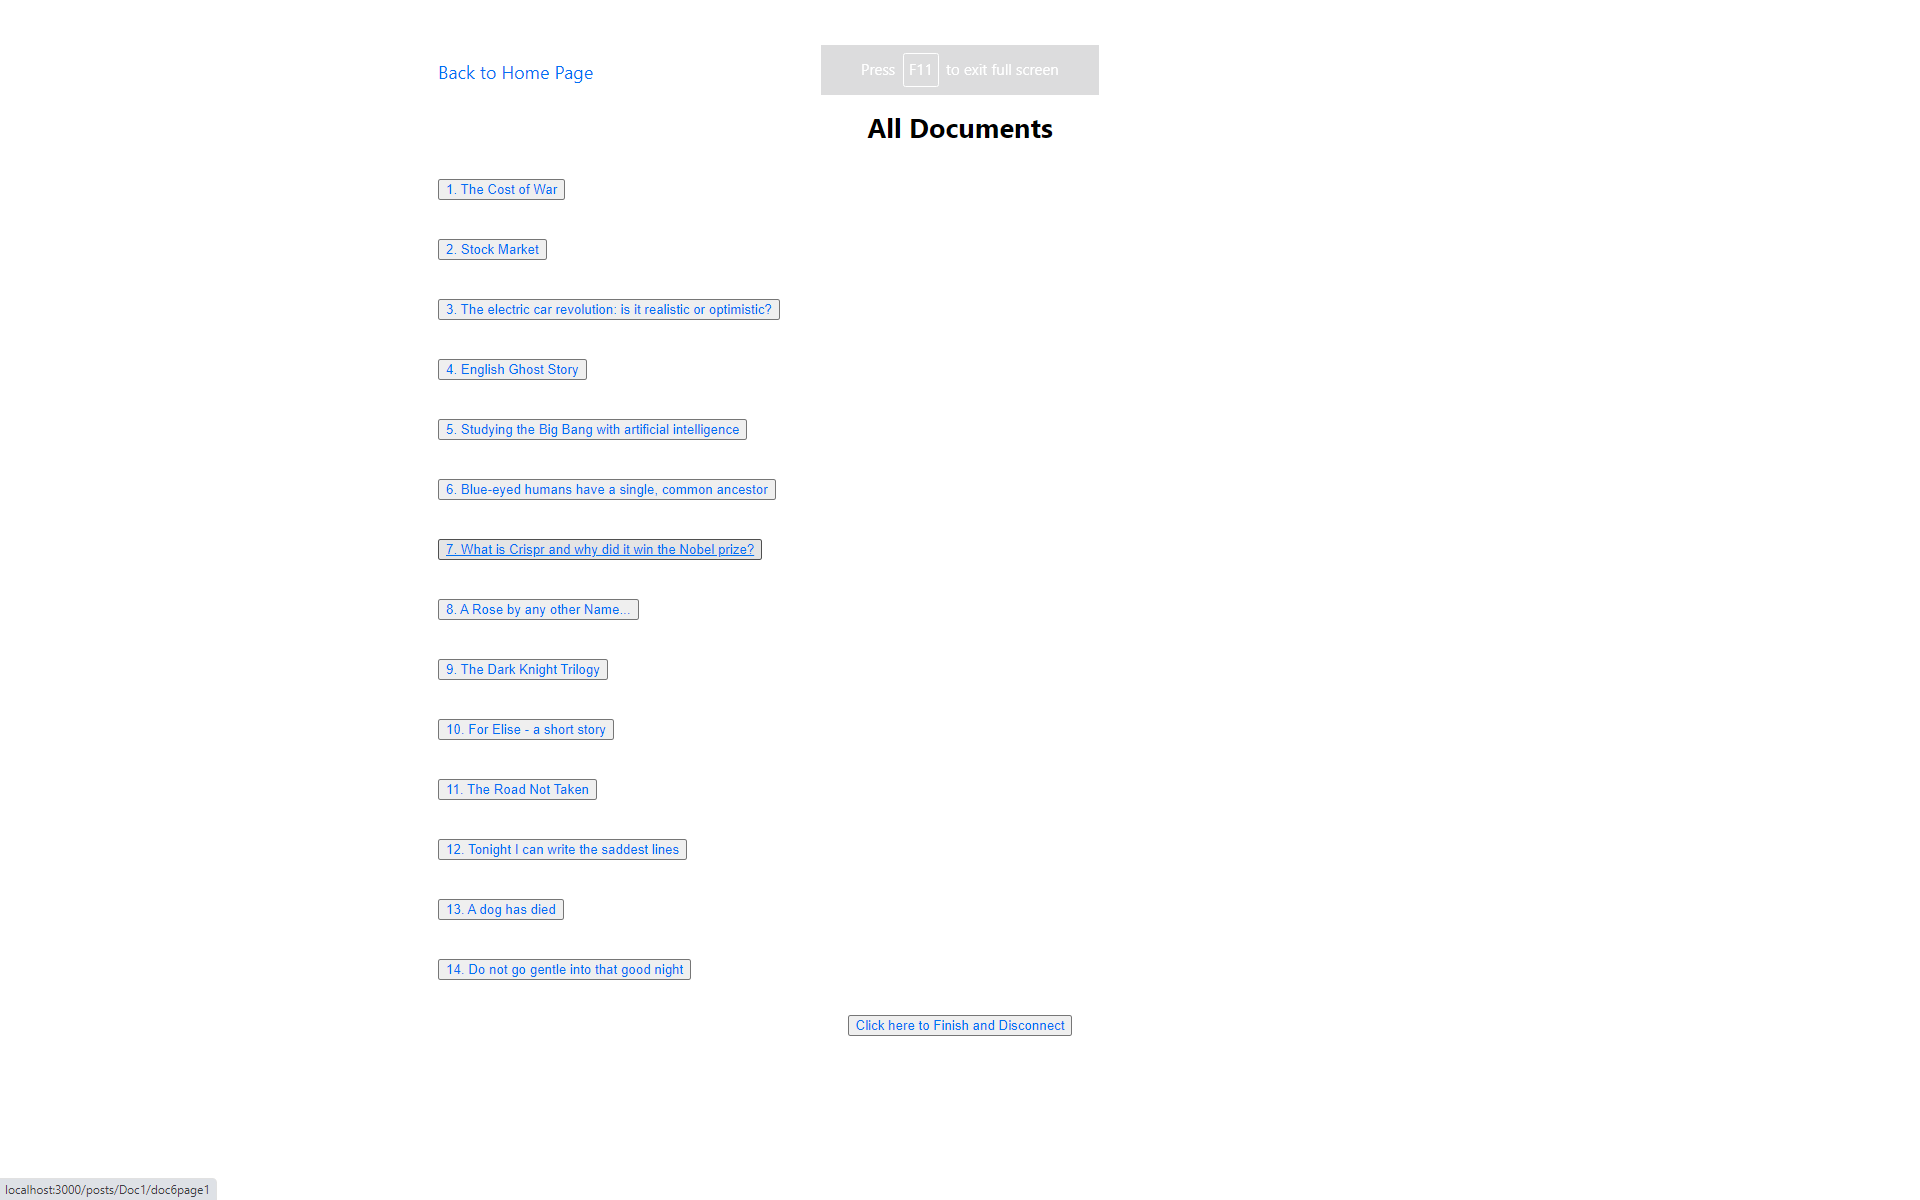 Back to Home Page
Press F11 to exit full screen
All Documents
1. The Cost of War
2. Stock Market
3. The electric car revolution: is it realistic or optimistic?
4. English Ghost Story
5. Studying the Big Bang with artificial intelligence
6. Blue-eyed humans have a single, common ancestor
7. What is Crispr and why did it win the Nobel prize?
8. A Rose by any other Name...
9. The Dark Knight Trilogy
10. For Elise - a short story
11. The Road Not Taken
12. Tonight I can write the saddest lines
13. A dog has died
14. Do not go gentle into that good night
Click here to Finish and Disconnect
localhost:3000/posts/Doc1/doc6page1